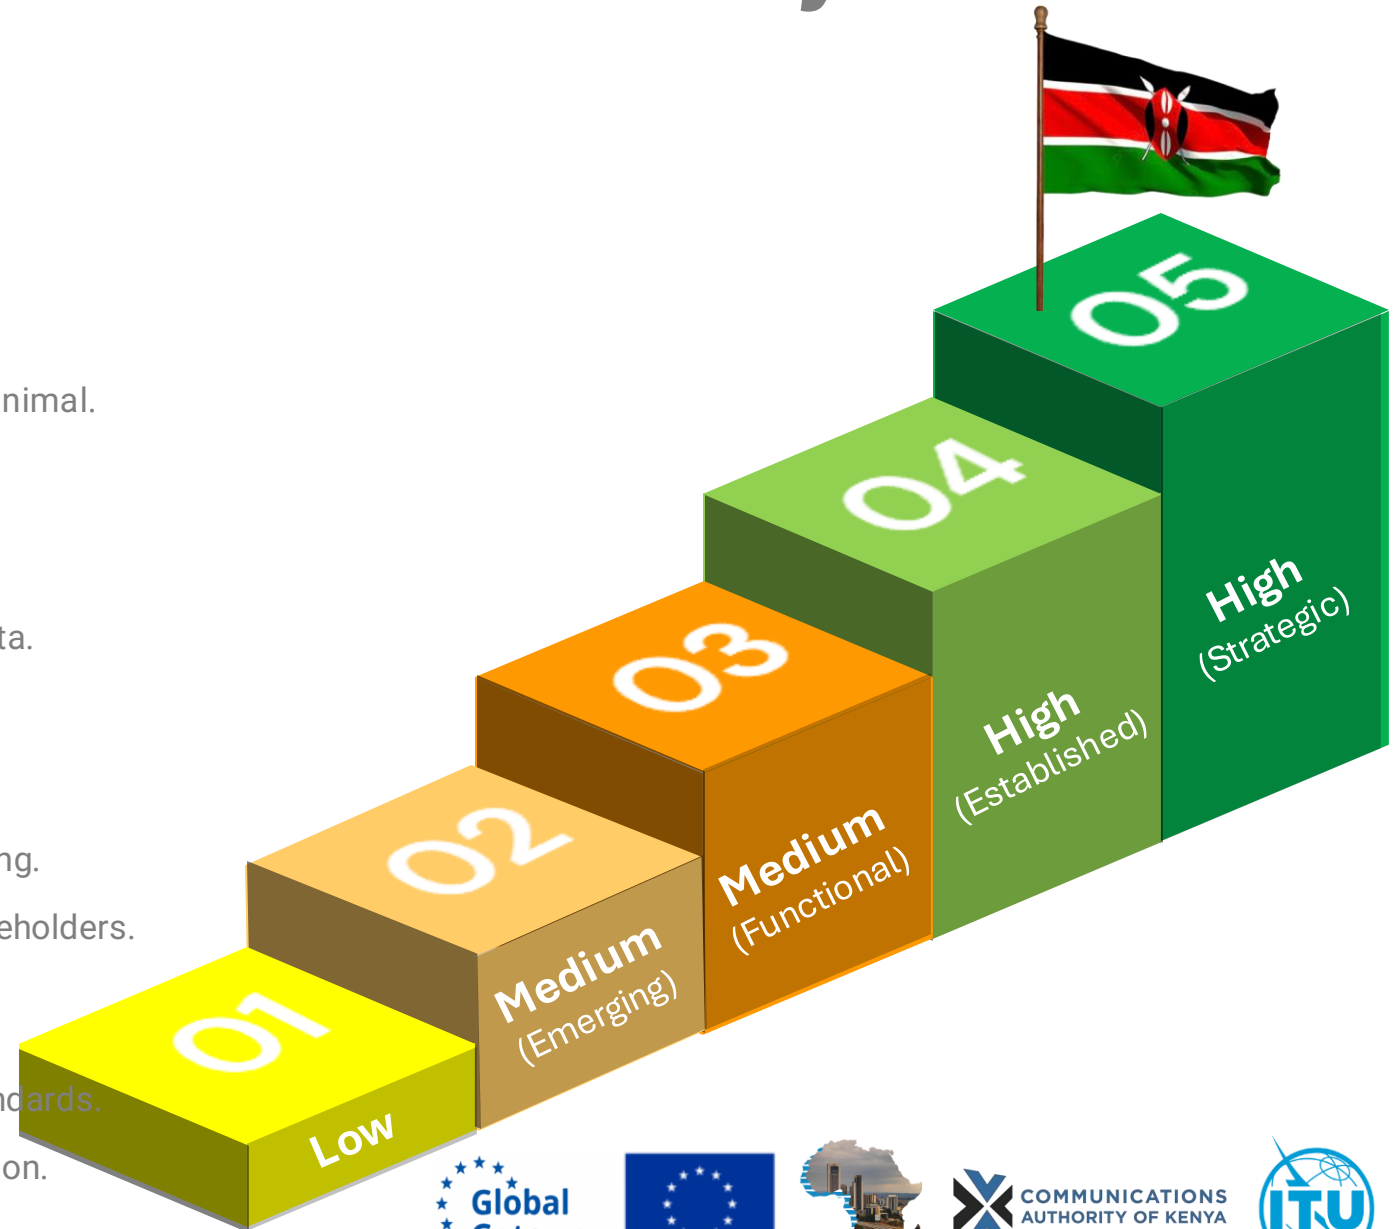 nimal.
ta.
ng.
eholders.
ndards.
on.
05
High
(Strategic)
04
High
(Established)
03
Medium
(Functional)
02
Medium
(Emerging)
01
Low
Global
COMMUNICATIONS
AUTHORITY OF KENYA
ITU